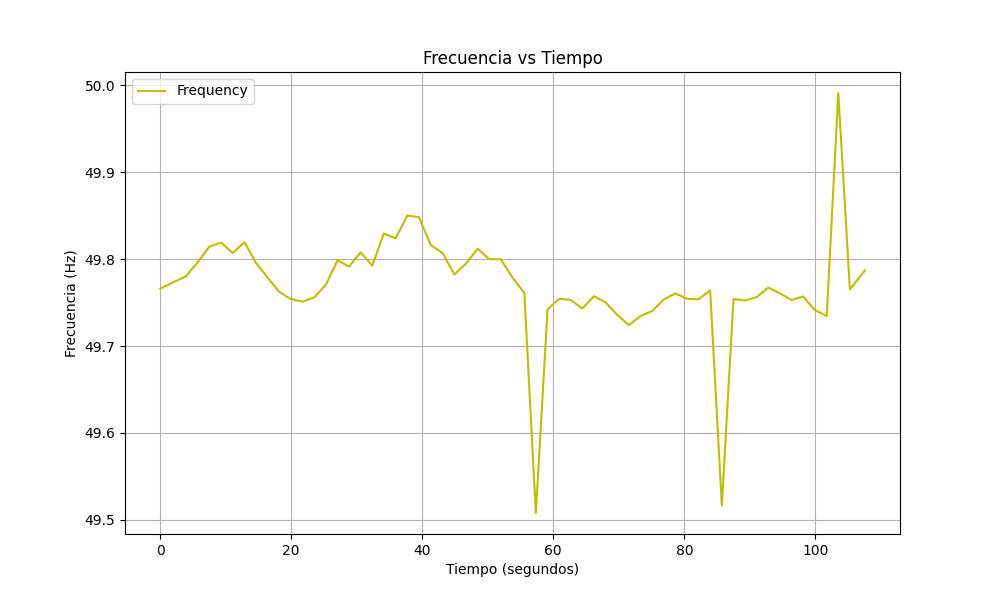 Frecuencia vs Tiempo
Frequency
Frecuencia (Hz)
50.0
49.9
49.8
49.7
49.6
49.5
0 20 40 60 80 100
Tiempo (segundos)